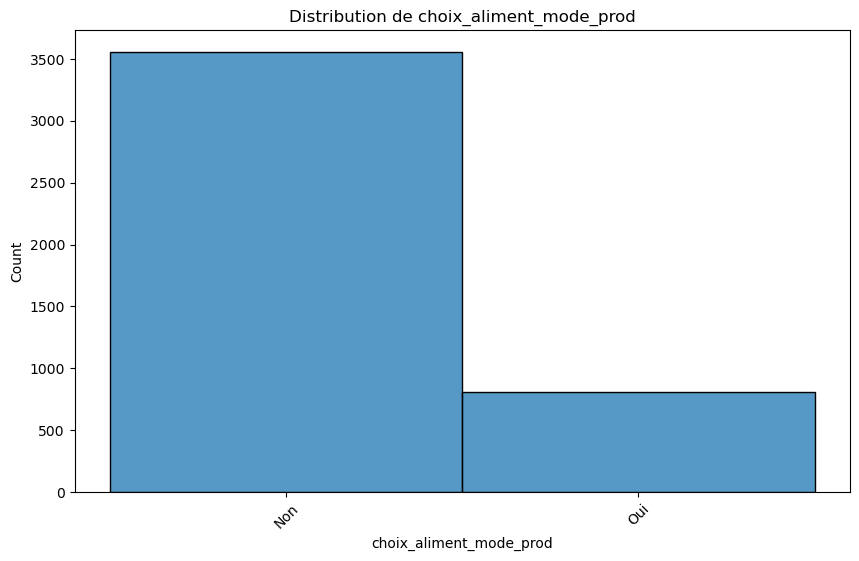 Distribution de choix_aliment_mode_prod
Count
3500
3000
2500
2000
1500
1000
500
0
Non
Oui
choix_aliment_mode_prod